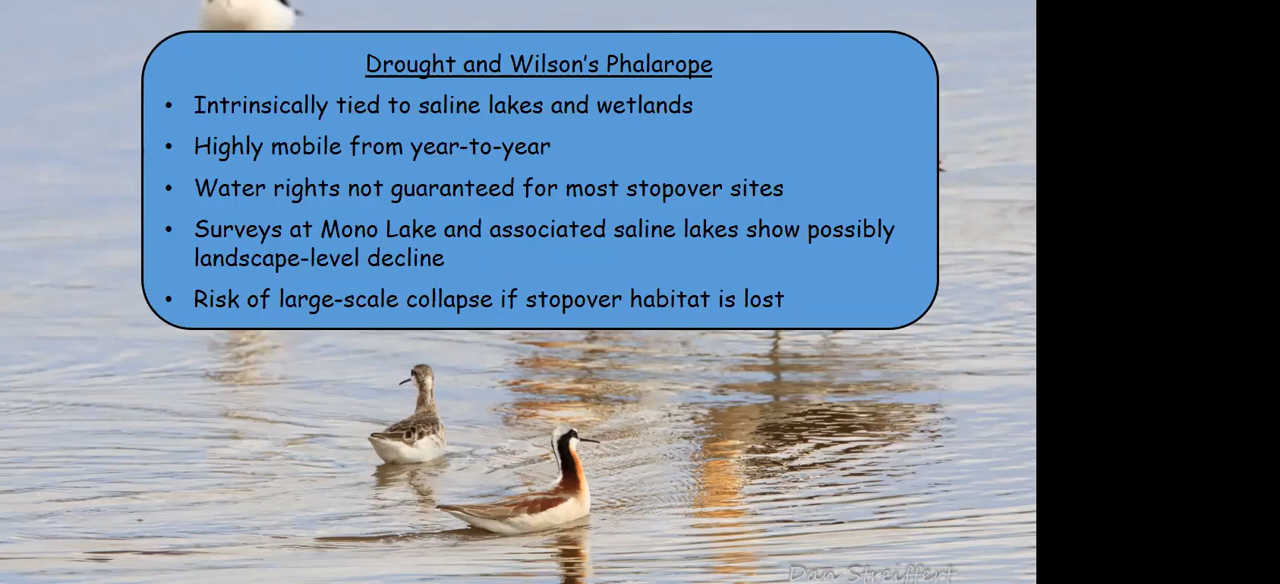 Drought and Wilson's Phalarope
• Intrinsically tied to saline lakes and wetlands
• Highly mobile from year-to-year
• Water rights not guaranteed for most stopover sites
• Surveys at Mono Lake and associated saline lakes show possibly
landscape-level decline
• Risk of large-scale collapse if stopover habitat is lost
Dan Streiffert